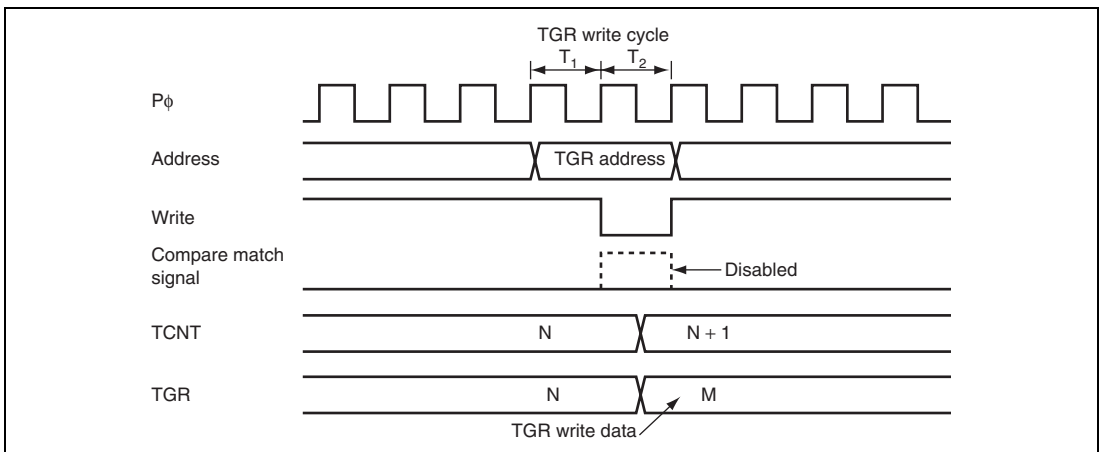 TGR write cycle
T₁ T₂
Pϕ
Address TGR address
Write
Compare match
signal Disabled
TCNT N N + 1
TGR N M
TGR write data